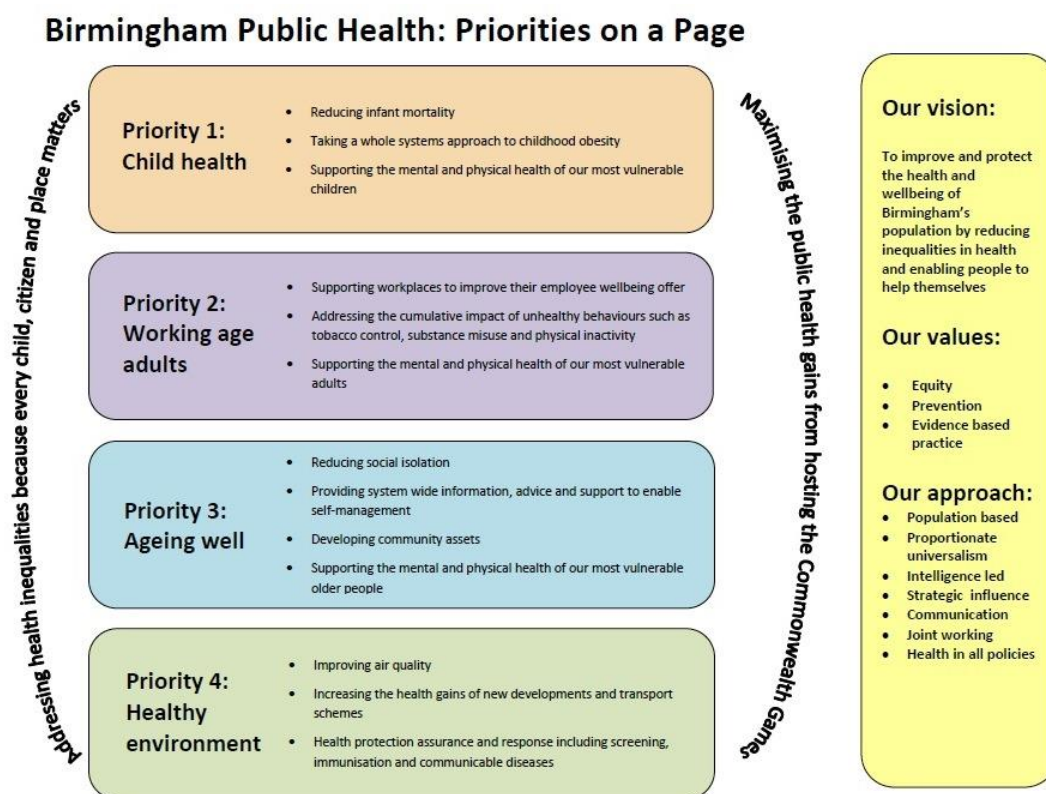 Birmingham Public Health: Priorities on a Page
Addressing health inequalities because every child, citizen and place matters
Priority 1:
Child health
• Reducing infant mortality
• Taking a whole systems approach to childhood obesity
• Supporting the mental and physical health of our most vulnerable
children
Priority 2:
Working age
adults
• Supporting workplaces to improve their employee wellbeing offer
• Addressing the cumulative impact of unhealthy behaviours such as
tobacco control, substance misuse and physical inactivity
• Supporting the mental and physical health of our most vulnerable
adults
Priority 3:
Ageing well
• Reducing social isolation
• Providing system wide information, advice and support to enable
self-management
• Developing community assets
• Supporting the mental and physical health of our most vulnerable
older people
Priority 4:
Healthy
environment
• Improving air quality
• Increasing the health gains of new developments and transport
schemes
• Health protection assurance and response including screening,
immunisation and communicable diseases
Maximising the public health gains from hosting the Commonwealth Games
Our vision:
To improve and protect
the health and
wellbeing of
Birmingham's
population by reducing
inequalities in health
and enabling people to
help themselves
Our values:
• Equity
• Prevention
• Evidence based
practice
Our approach:
• Population based
• Proportionate
universalism
• Intelligence led
• Strategic influence
• Communication
• Joint working
• Health in all policies